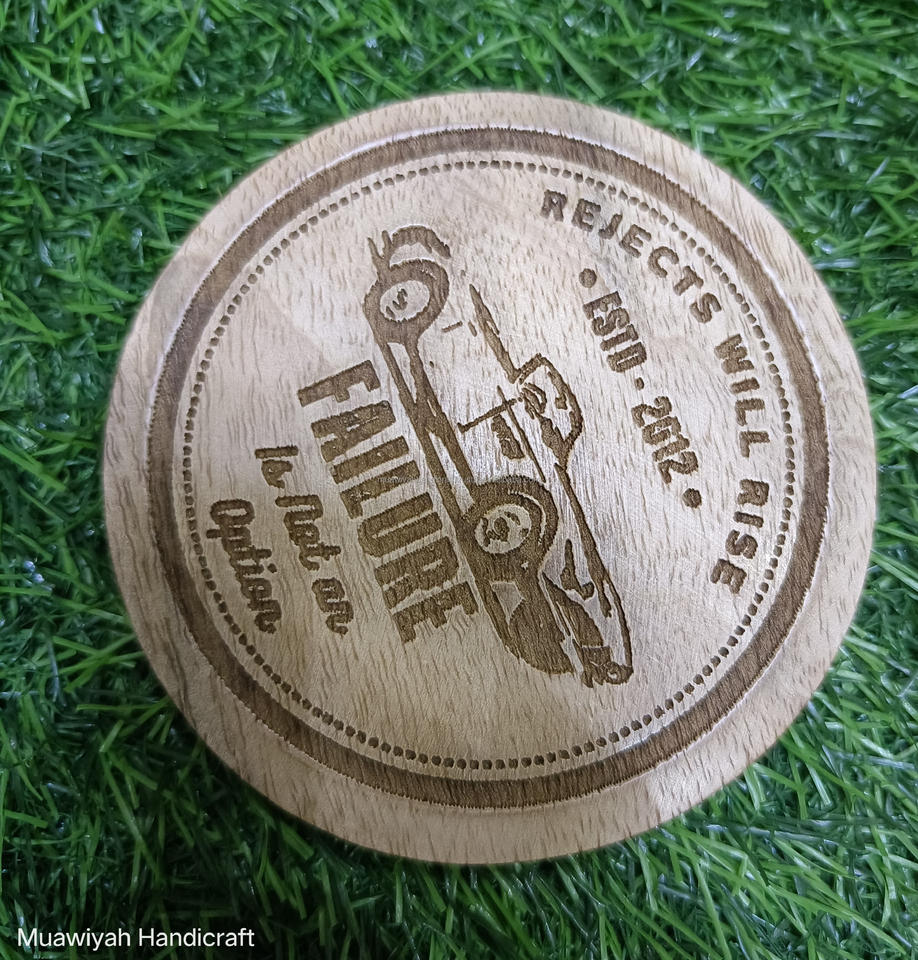 REJECTS WILL RISE
• ESTD - 2012 •
FAILURE
Is Not an
Option
Muawiyah Handicraft